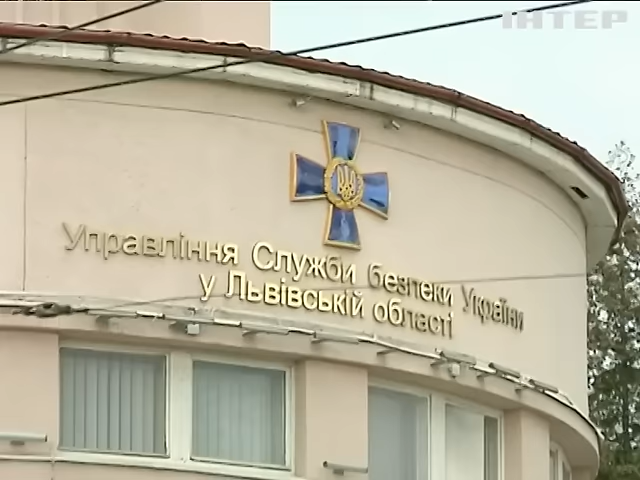 ІНТЕР
Управління Служби безпеки України
у Львівській області